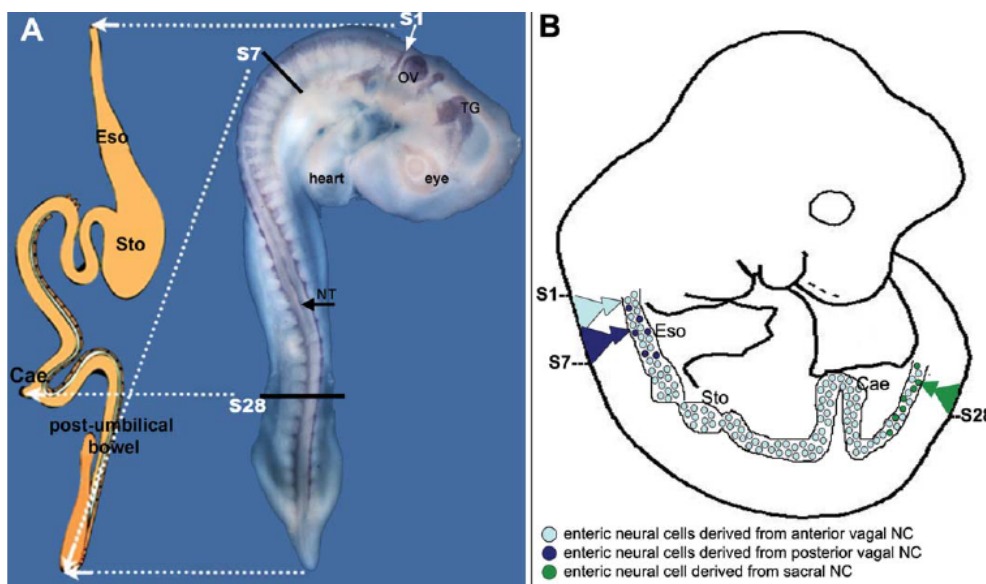 A
S1
S7
OV
TG
Eso
heart
eye
Sto
NT
Cae
S28
post-umbilical
bowel
B
S1-
Eso
S7---
Cae
Sto
--S28
enteric neural cells derived from anterior vagal NC
enteric neural cells derived from posterior vagal NC
enteric neural cell derived from sacral NC